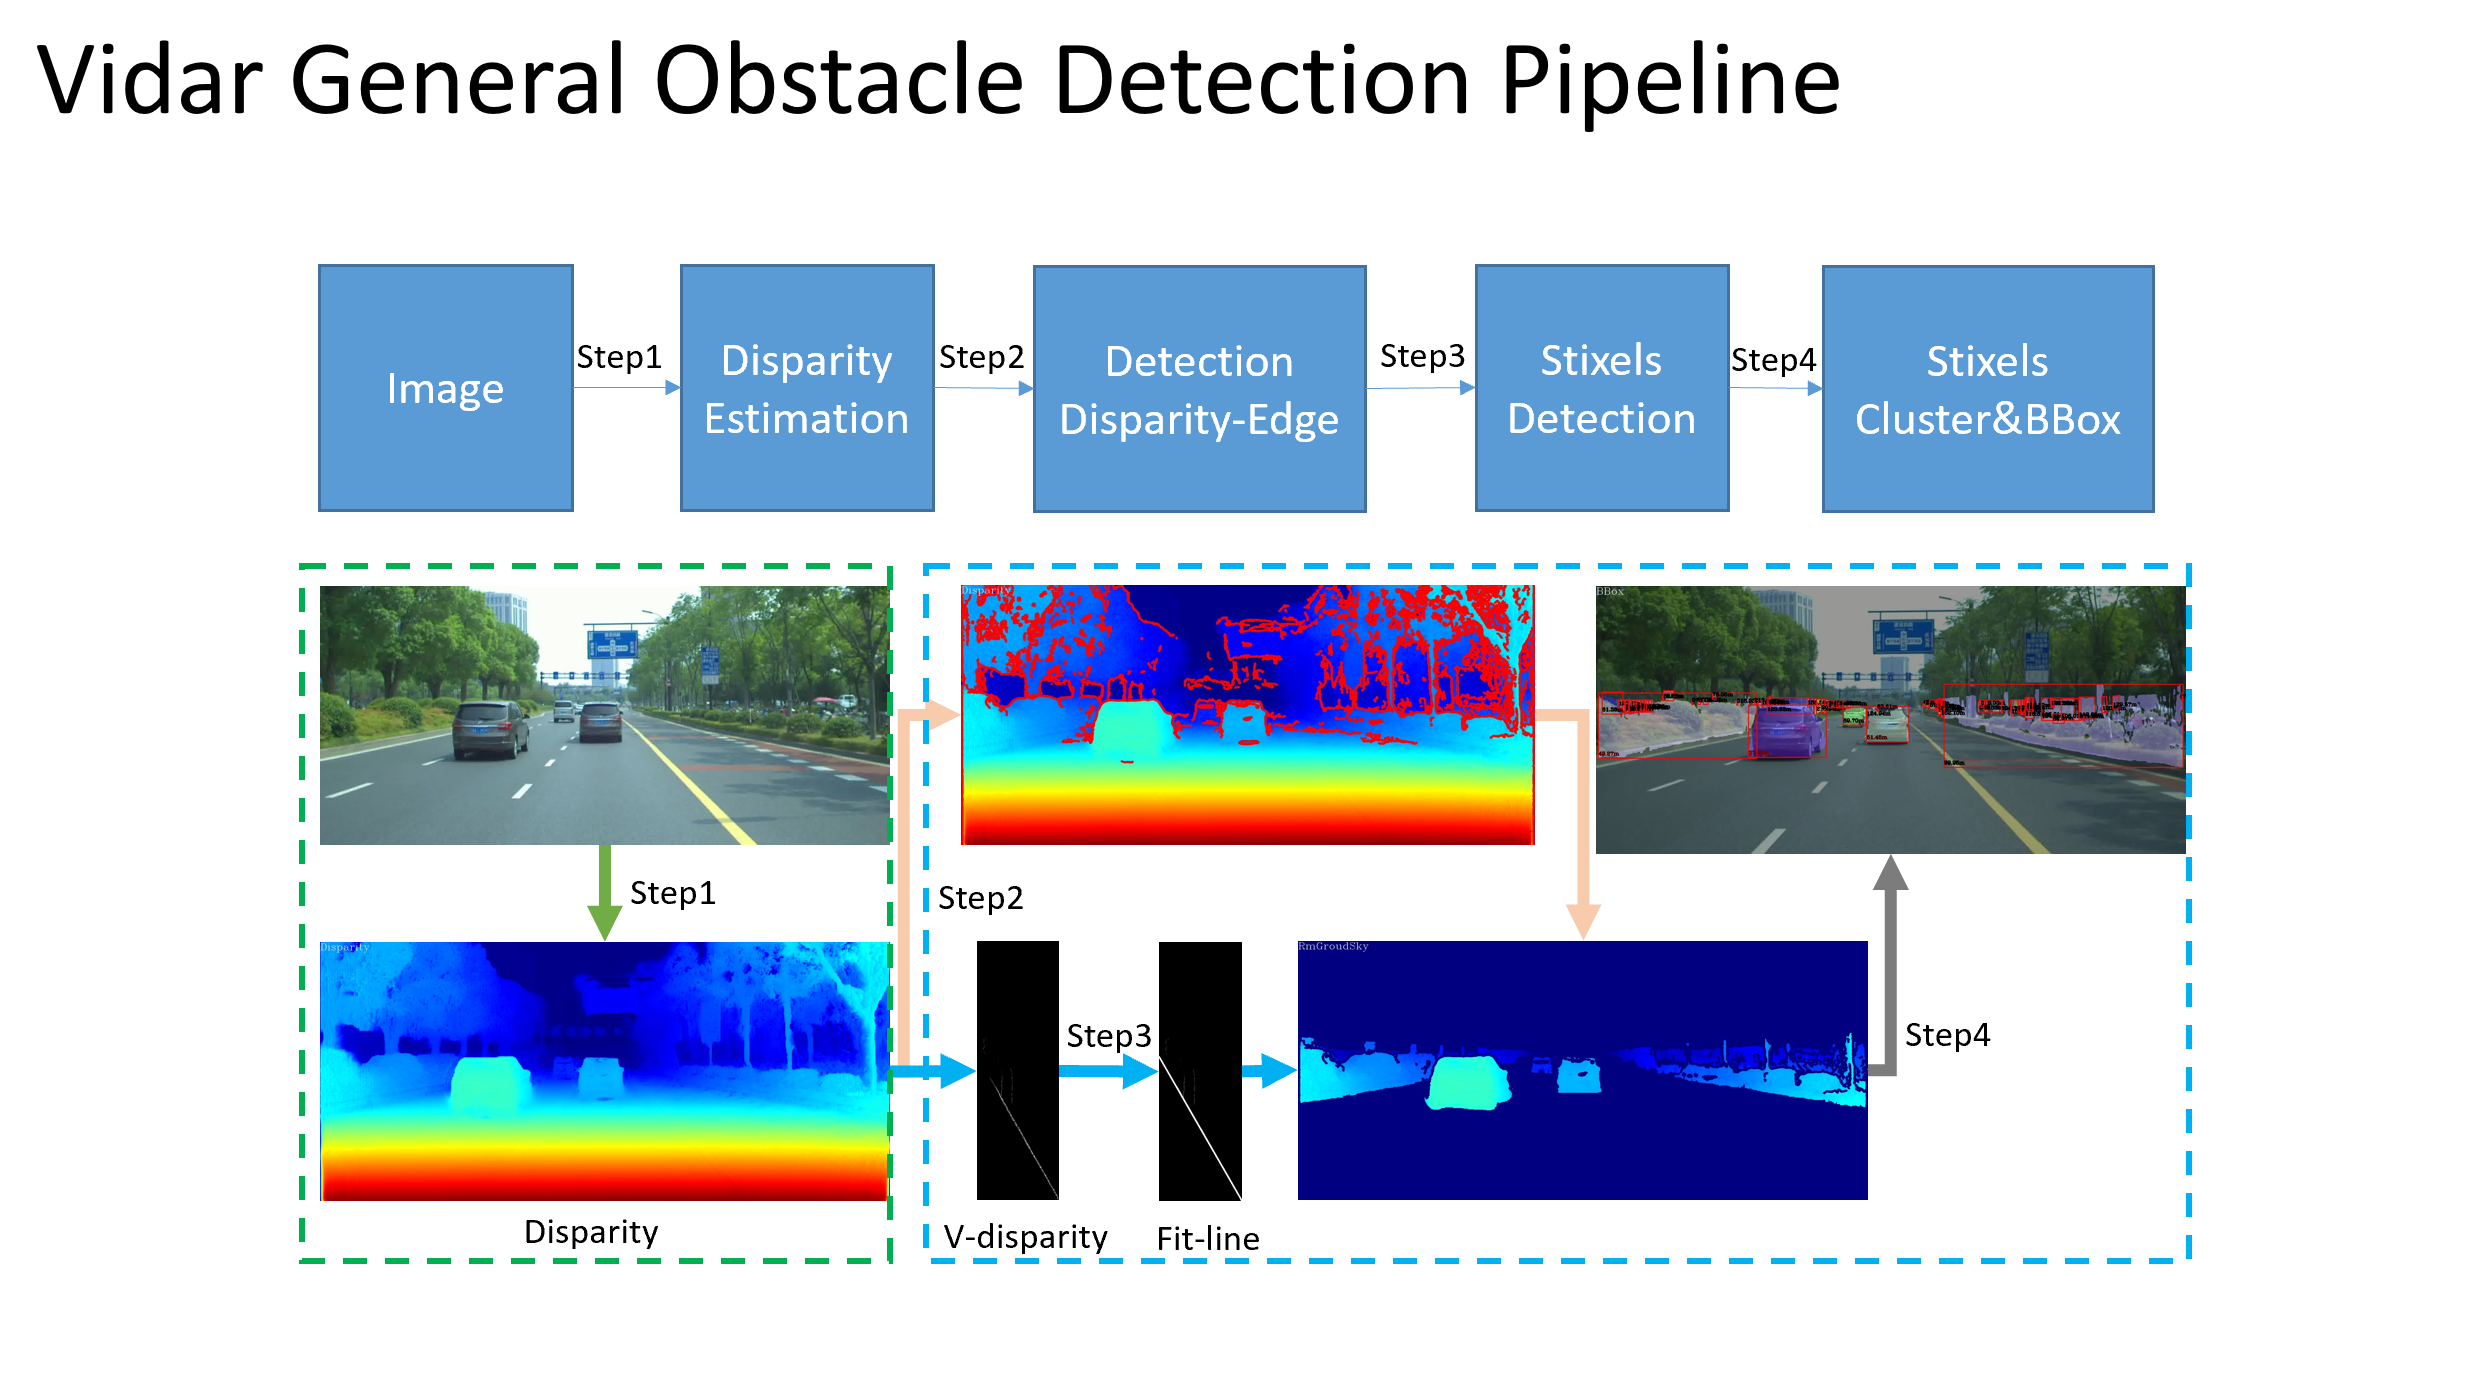 Vidar General Obstacle Detection Pipeline
Image
Step1
Disparity
Estimation
Step2
Detection
Disparity-Edge
Step3
Stixels
Detection
Step4
Stixels
Cluster&BBox
Step1
Disparity
Disparity
Step2
Disparity
V-disparity
Step3
Fit-line
RmGroudSky
Step4
BBox